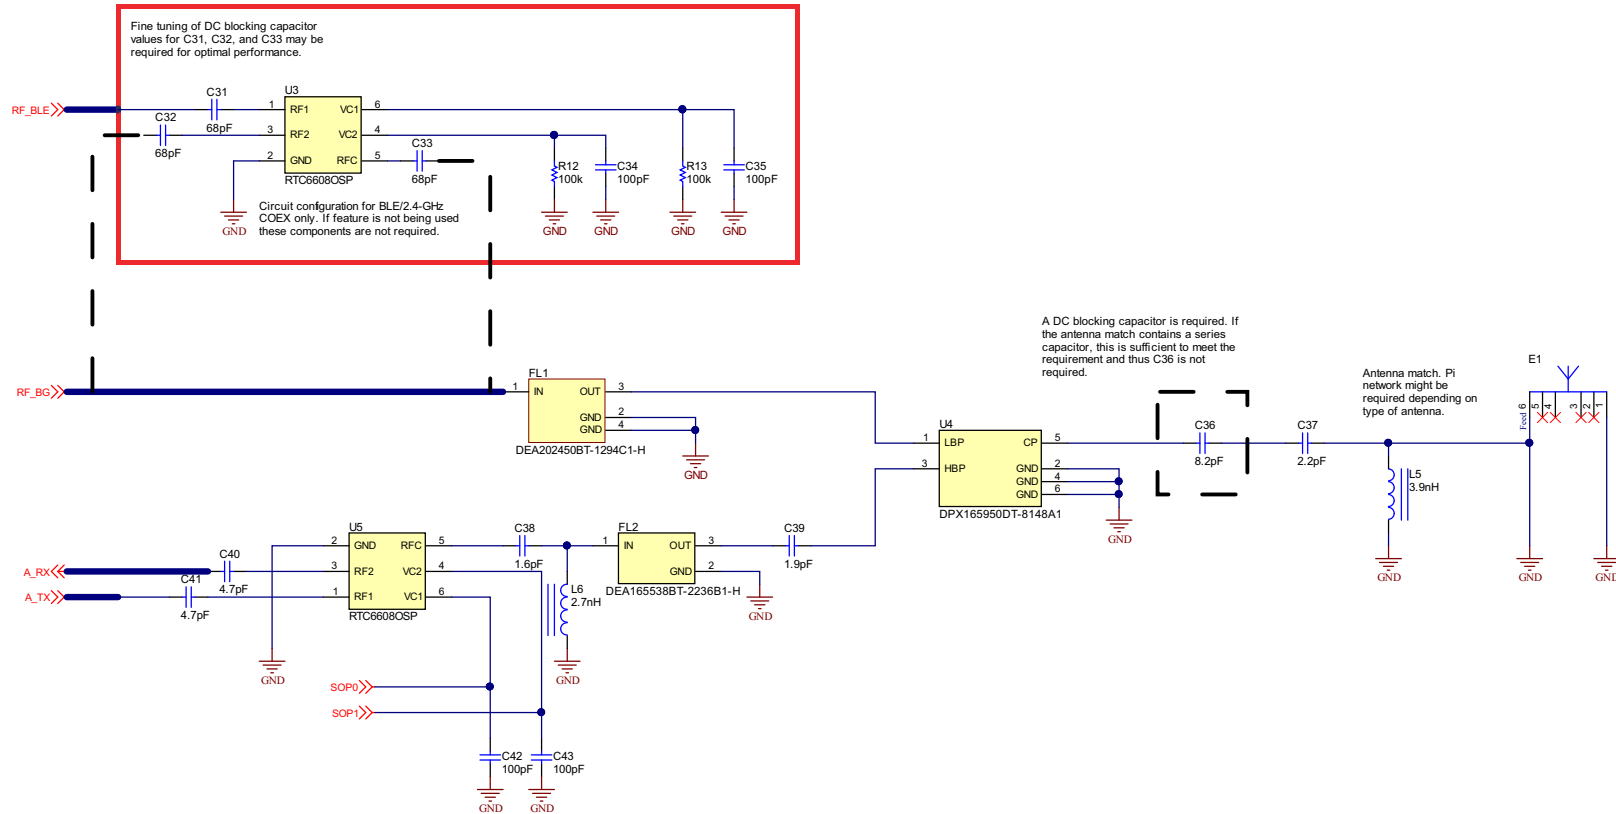 Fine tuning of DC blocking capacitor
values for C31, C32, and C33 may be
required for optimal performance.
RF_BLE
C31
68pF
C32
68pF
U3
1 RF1 VC1 6
3 RF2 VC2 4
2 GND RFC 5
RTC6608OSP
C33
68pF
GND
Circuit configuration for BLE/2.4-GHz
COEX only. If feature is not being used
these components are not required.
R12
100k
C34
100pF
R13
100k
C35
100pF
GND
GND
GND
GND
RF_BG
FL1
1 IN OUT 3
GND 2
GND 4
DEA202450BT-1294C1-H
GND
A DC blocking capacitor is required. If
the antenna match contains a series
capacitor, this is sufficient to meet the
requirement and thus C36 is not
required.
U4
1 LBP CP 5
3 HBP GND 2
GND 4
GND 6
DPX165950DT-8148A1
GND
C36
8.2pF
C37
2.2pF
Antenna match. Pi
network might be
required depending on
type of antenna.
L5
3.9nH
GND
E1
Feed 6 5 4 3 2 1
GND
GND
A_RX
A_TX
C40
4.7pF
C41
4.7pF
U5
2 GND RFC 5
3 RF2 VC2 4
1 RF1 VC1 6
RTC6608OSP
GND
C38
1.6pF
L6
2.7nH
GND
FL2
1 IN OUT 3
GND 2
DEA165538BT-2236B1-H
GND
C39
1.9pF
SOP0
SOP1
C42
100pF
C43
100pF
GND
GND